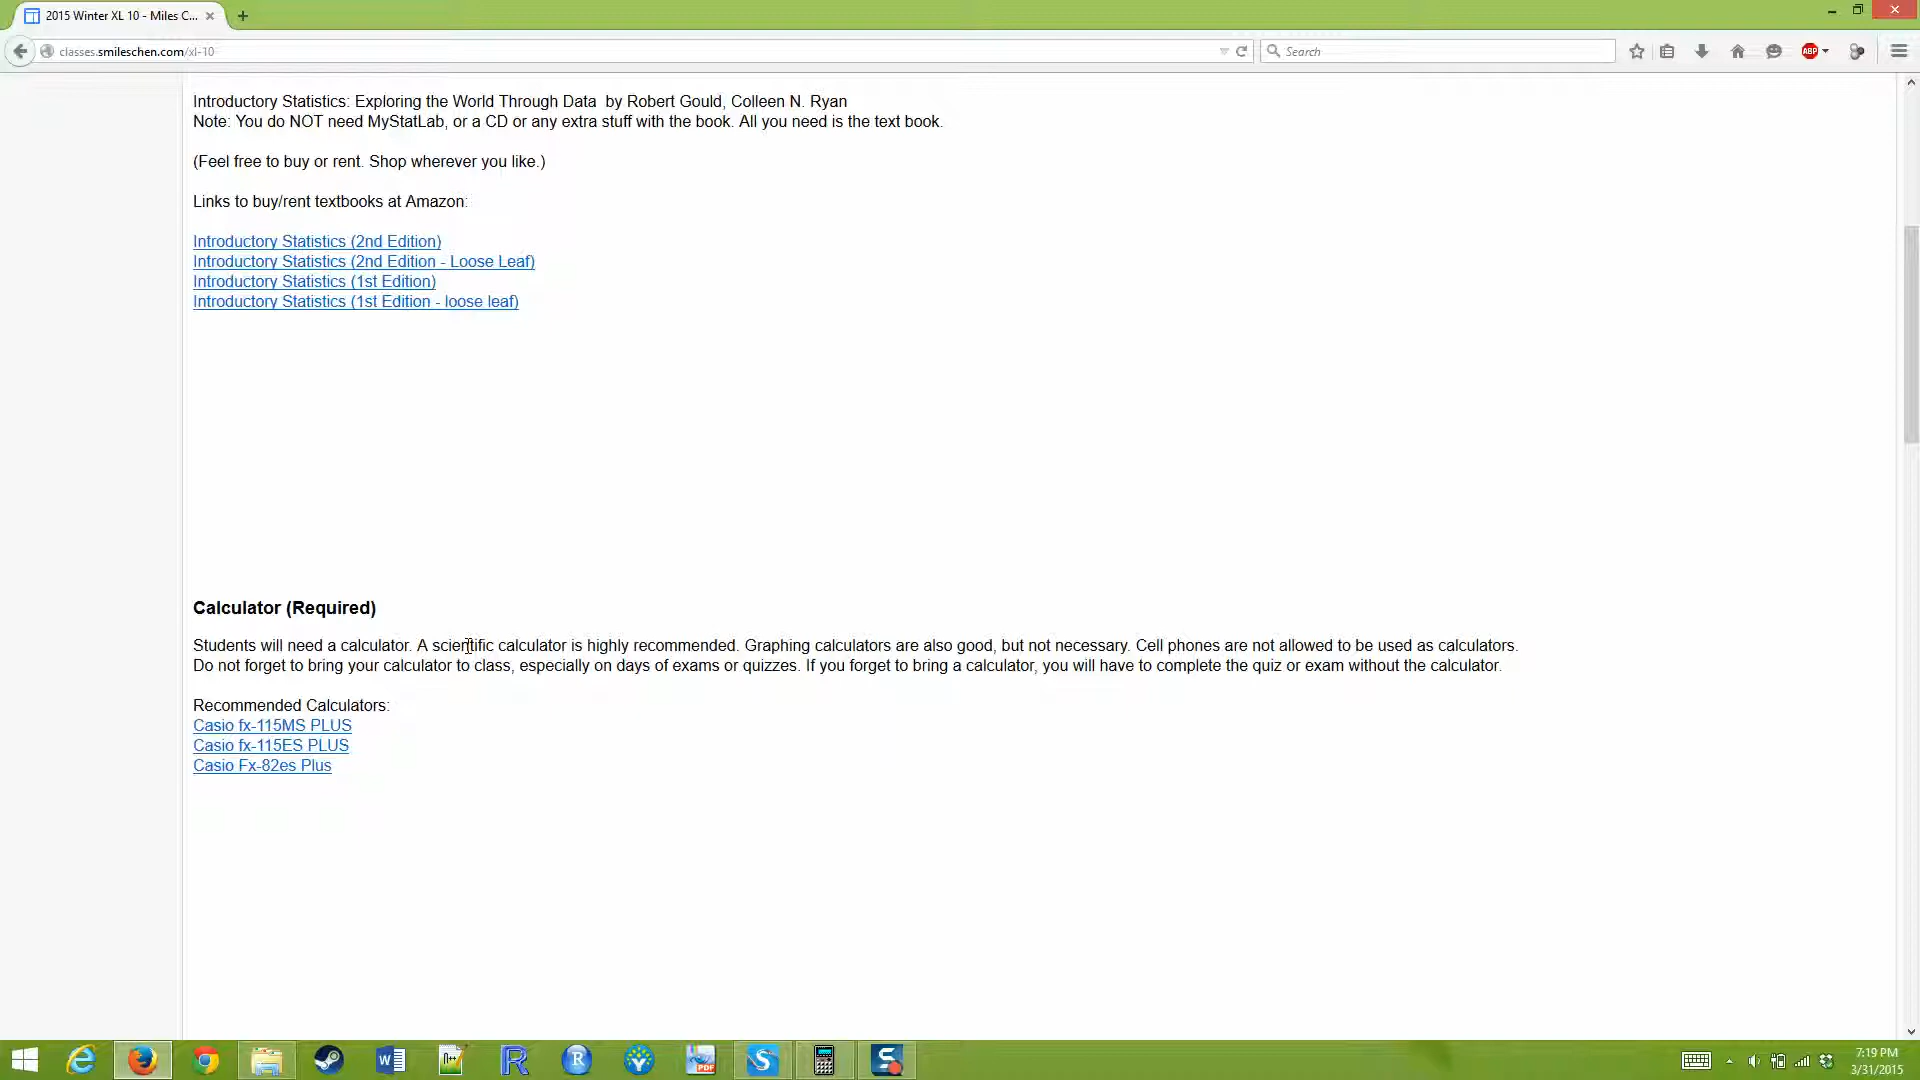 2015 Winter XL 10 - Miles C...
classes.smileschen.com/xl-10
Search
ABP
Introductory Statistics: Exploring the World Through Data  by Robert Gould, Colleen N. Ryan
Note: You do NOT need MyStatLab, or a CD or any extra stuff with the book. All you need is the text book.
(Feel free to buy or rent. Shop wherever you like.)
Links to buy/rent textbooks at Amazon:
Introductory Statistics (2nd Edition)
Introductory Statistics (2nd Edition - Loose Leaf)
Introductory Statistics (1st Edition)
Introductory Statistics (1st Edition - loose leaf)
Calculator (Required)
Students will need a calculator. A scientific calculator is highly recommended. Graphing calculators are also good, but not necessary. Cell phones are not allowed to be used as calculators.
Do not forget to bring your calculator to class, especially on days of exams or quizzes. If you forget to bring a calculator, you will have to complete the quiz or exam without the calculator.
Recommended Calculators:
Casio fx-115MS PLUS
Casio fx-115ES PLUS
Casio Fx-82es Plus
7:19 PM
3/31/2015